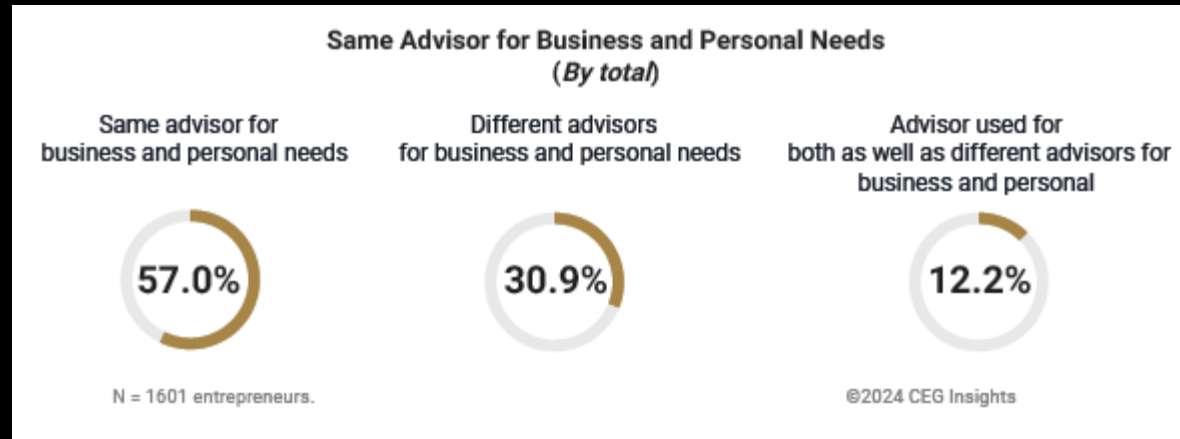 Same Advisor for Business and Personal Needs
(By total)
Same advisor for
business and personal needs
57.0%
Different advisors
for business and personal needs
30.9%
Advisor used for
both as well as different advisors for
business and personal
12.2%
N = 1601 entrepreneurs.
©2024 CEG Insights